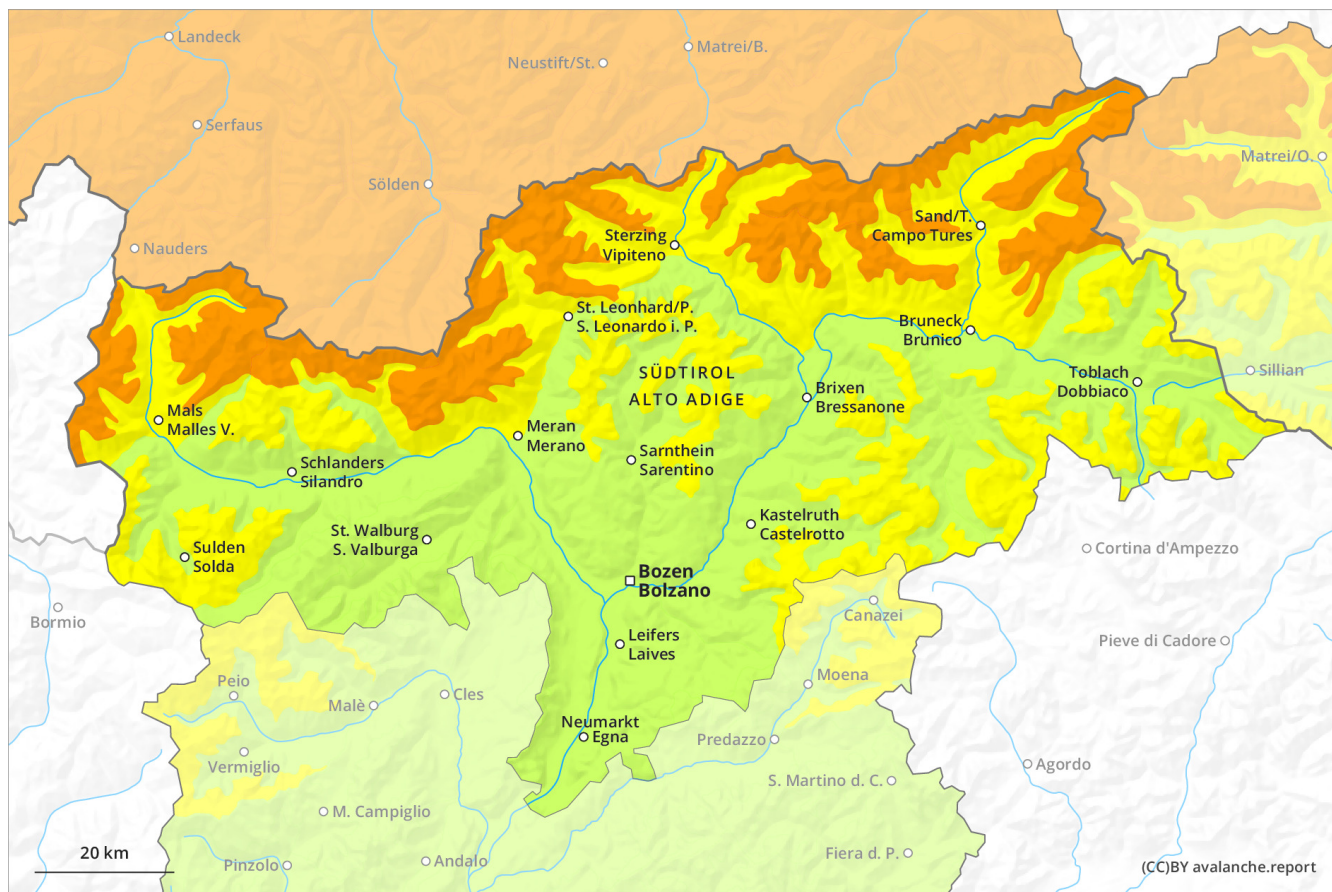 Landeck
Matrei/B.
Neustift/St.
Serfaus
Matrei/O.
Sölden
Sand/T.
Campo Tures
Sterzing
Vipiteno
Nauders
St. Leonhard/P.
S. Leonardo i. P.
Bruneck
Brunico
SÜDTIROL
ALTO ADIGE
Toblach
Dobbiaco
Sillian
Brixen
Bressanone
Mals
Malles V.
Meran
Merano
Schlanders
Silandro
Sarnthein
Sarentino
Kastelruth
Castelrotto
St. Walburg
S. Valburga
Sulden
Solda
Cortina d'Ampezzo
Bozen
Bolzano
Bormio
Canazei
Leifers
Laives
Pieve di Cadore
Peio
Moena
Cles
Malè
Neumarkt
Egna
Predazzo
Vermiglio
Agordo
S. Martino d. C.
M. Campiglio
20 km
Fiera d. P.
Andalo
Pinzolo
(CC)BY avalanche.report